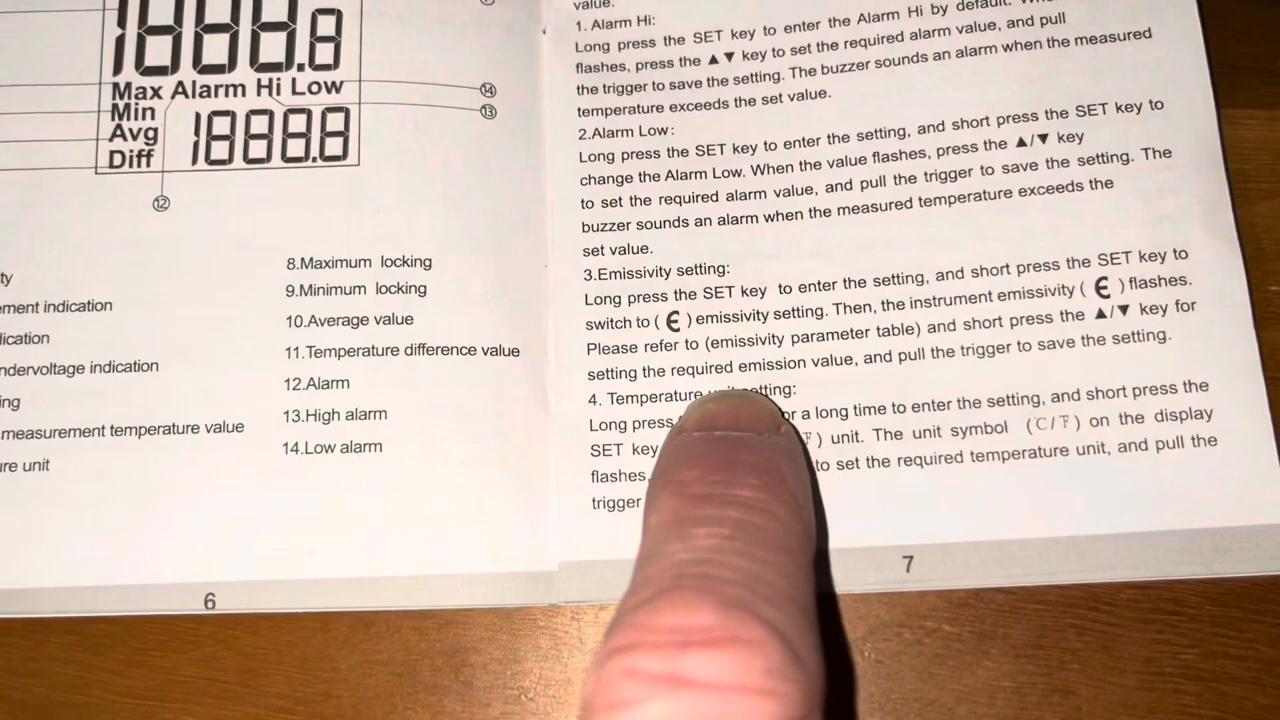 1888.8
Max Alarm Hi Low
Min
Avg
Diff
1888.8
14
13
12
ty
ement indication
lication
ndervoltage indication
ing
measurement temperature value
re unit
8.Maximum locking
9.Minimum locking
10.Average value
11.Temperature difference value
12.Alarm
13.High alarm
14.Low alarm
6
value.
1. Alarm Hi:
Long press the SET key to enter the Alarm Hi by default.
flashes, press the ▲▼ key to set the required alarm value, and pull
the trigger to save the setting. The buzzer sounds an alarm when the measured
temperature exceeds the set value.
2.Alarm Low:
Long press the SET key to enter the setting, and short press the SET key to
change the Alarm Low. When the value flashes, press the ▲/▼ key
to set the required alarm value, and pull the trigger to save the setting. The
buzzer sounds an alarm when the measured temperature exceeds the
set value.
3.Emissivity setting:
Long press the SET key to enter the setting, and short press the SET key to
switch to ( ϵ ) emissivity setting. Then, the instrument emissivity ( ϵ ) flashes.
Please refer to (emissivity parameter table) and short press the ▲/▼ key for
setting the required emission value, and pull the trigger to save the setting.
4. Temperature setting:
Long press or a long time to enter the setting, and short press the
SET key ℉) unit. The unit symbol (℃/℉) on the display
flashes, to set the required temperature unit, and pull the
trigger
7